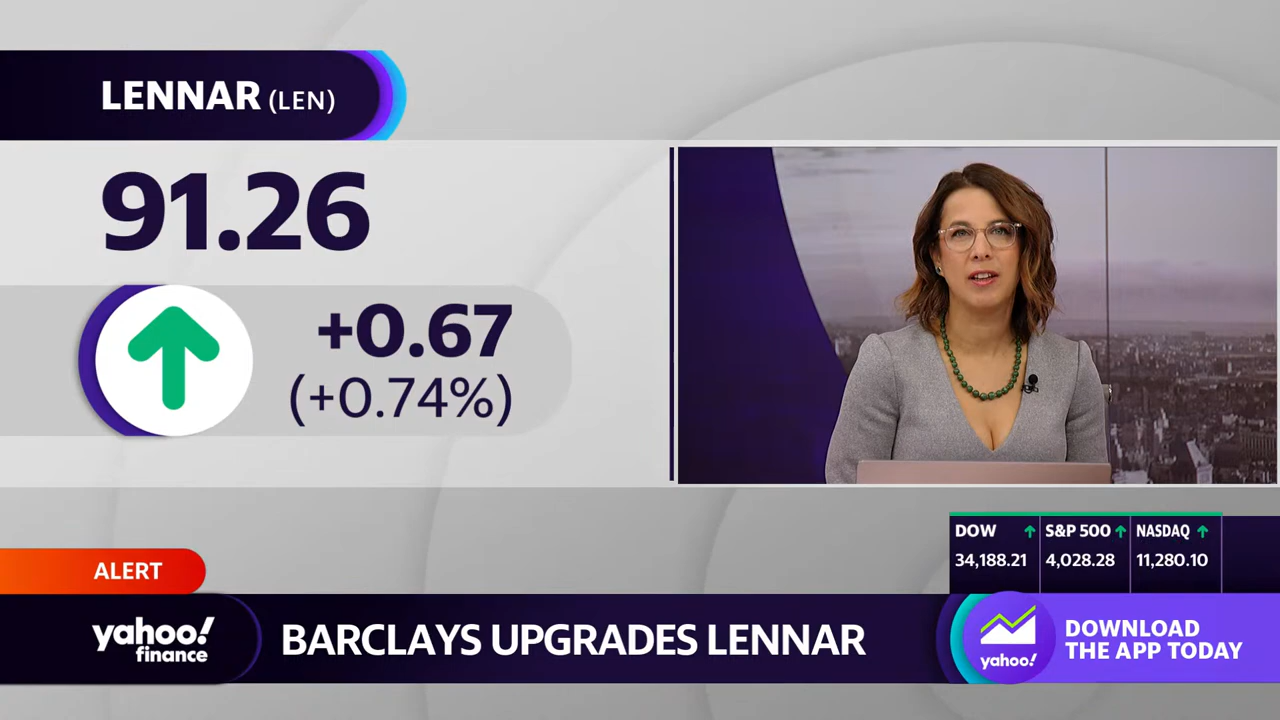 LENNAR (LEN)
91.26
+0.67
(+0.74%)
DOW
34,188.21
S&P 500
4,028.28
NASDAQ
11,280.10
ALERT
yahoo!
finance
BARCLAYS UPGRADES LENNAR
yahoo!
DOWNLOAD
THE APP TODAY